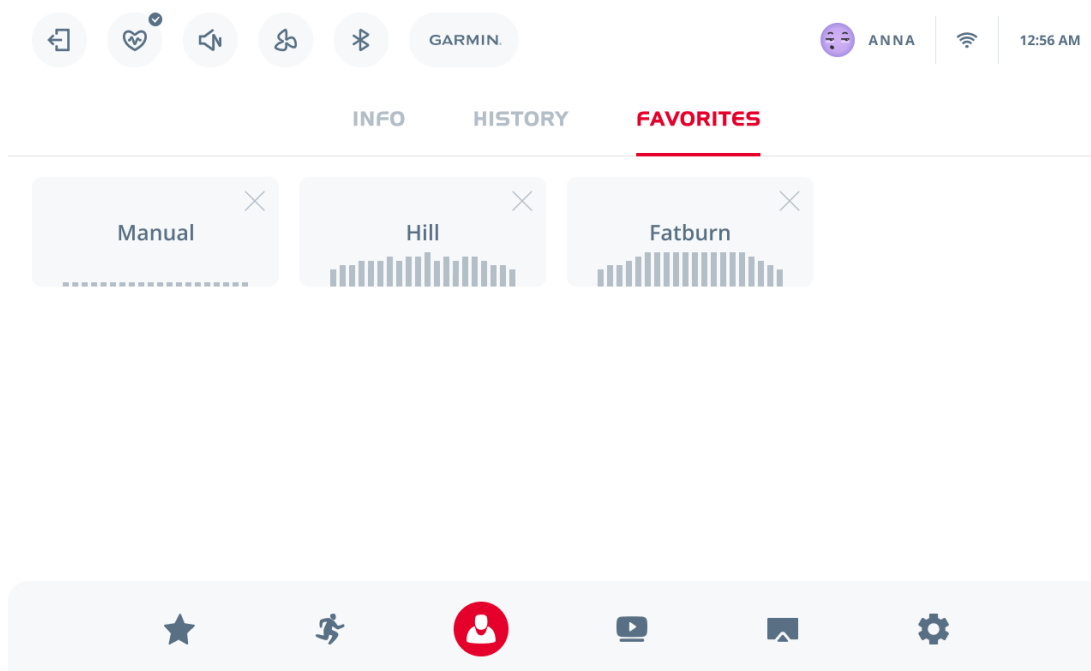 GARMIN.
ANNA
12:56 AM
INFO
HISTORY
FAVORITES
Manual
Hill
Fatburn